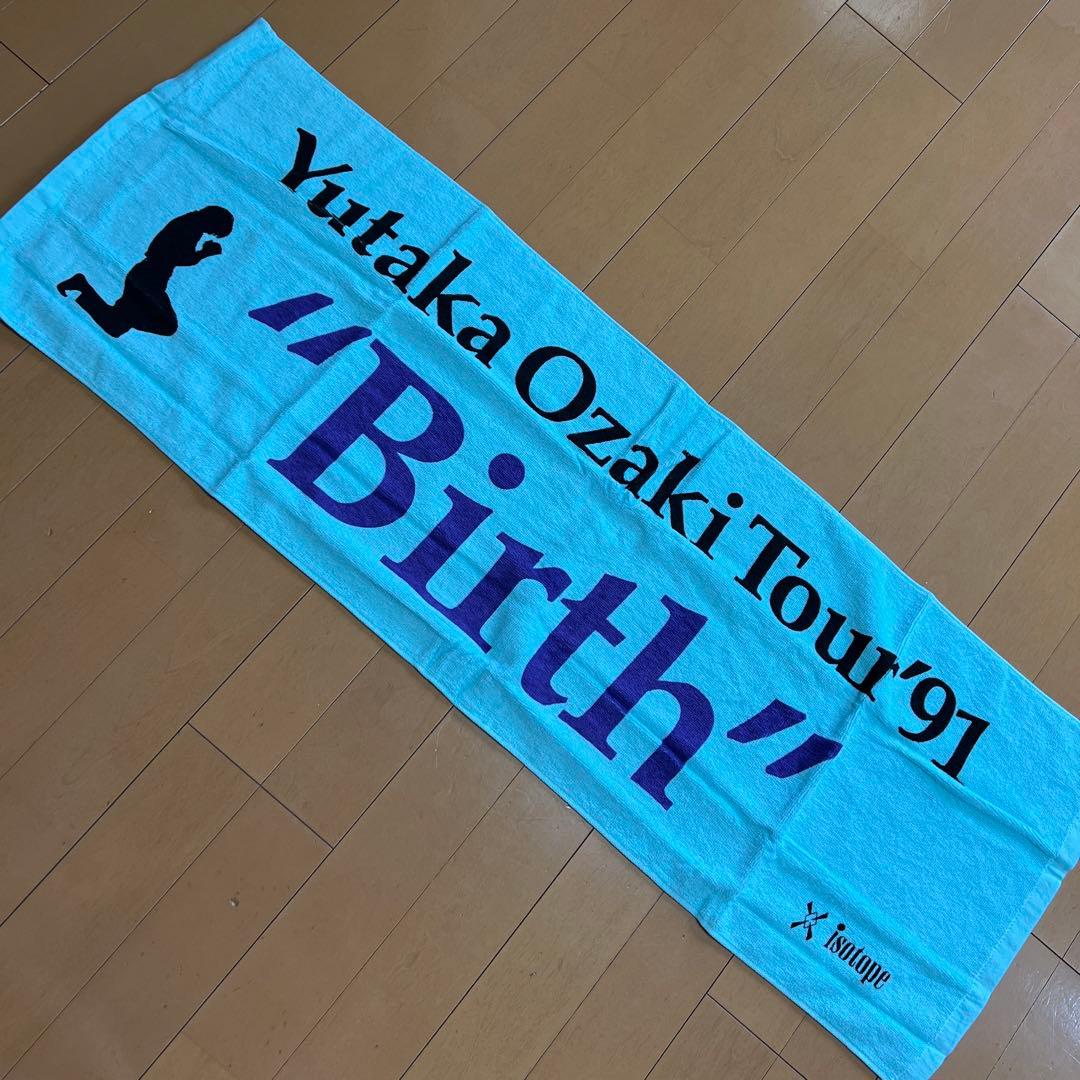 Yutaka Ozaki Tour'91
“Birth”
isotope